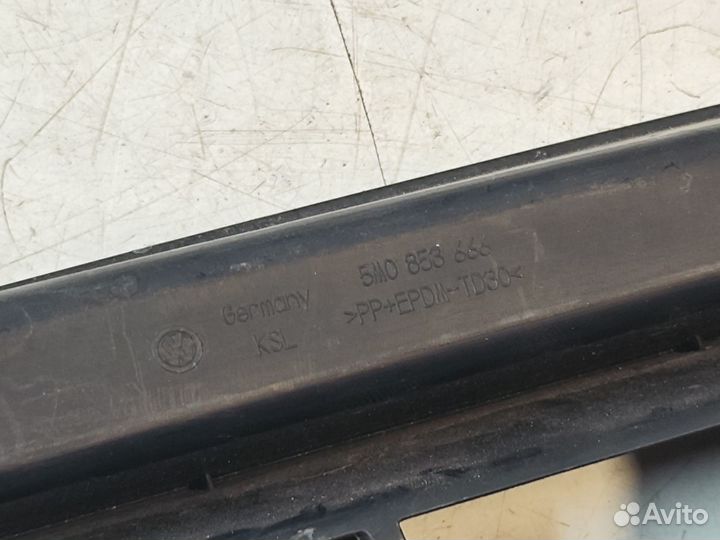 5M0 853 666
Germany >PP+EPDM-TD30<
KSL
Avito